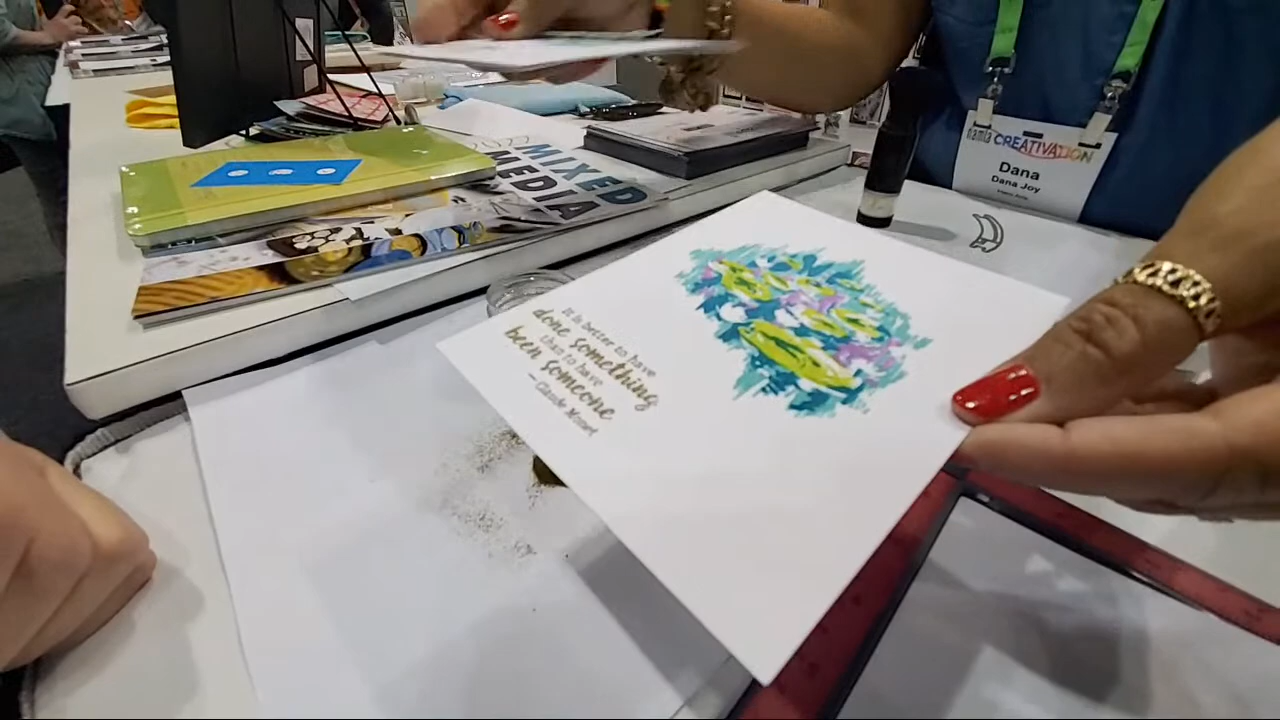 MIXED
MEDIA
namta CREATIVATION
Dana
Dana Joy
It is better to have
done something
than to have
been someone
—Claude Monet